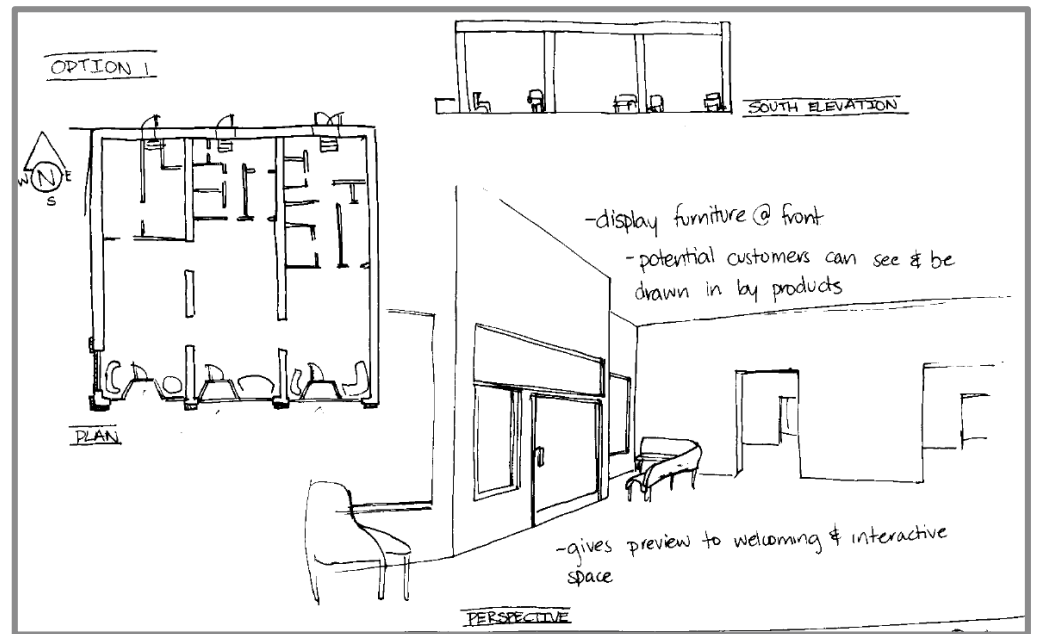 OPTION 1
SOUTH ELEVATION
N
W
E
S
-display furniture @ front
-potential customers can see & be
drawn in by products
PLAN
-gives preview to welcoming & interactive
space
PERSPECTIVE